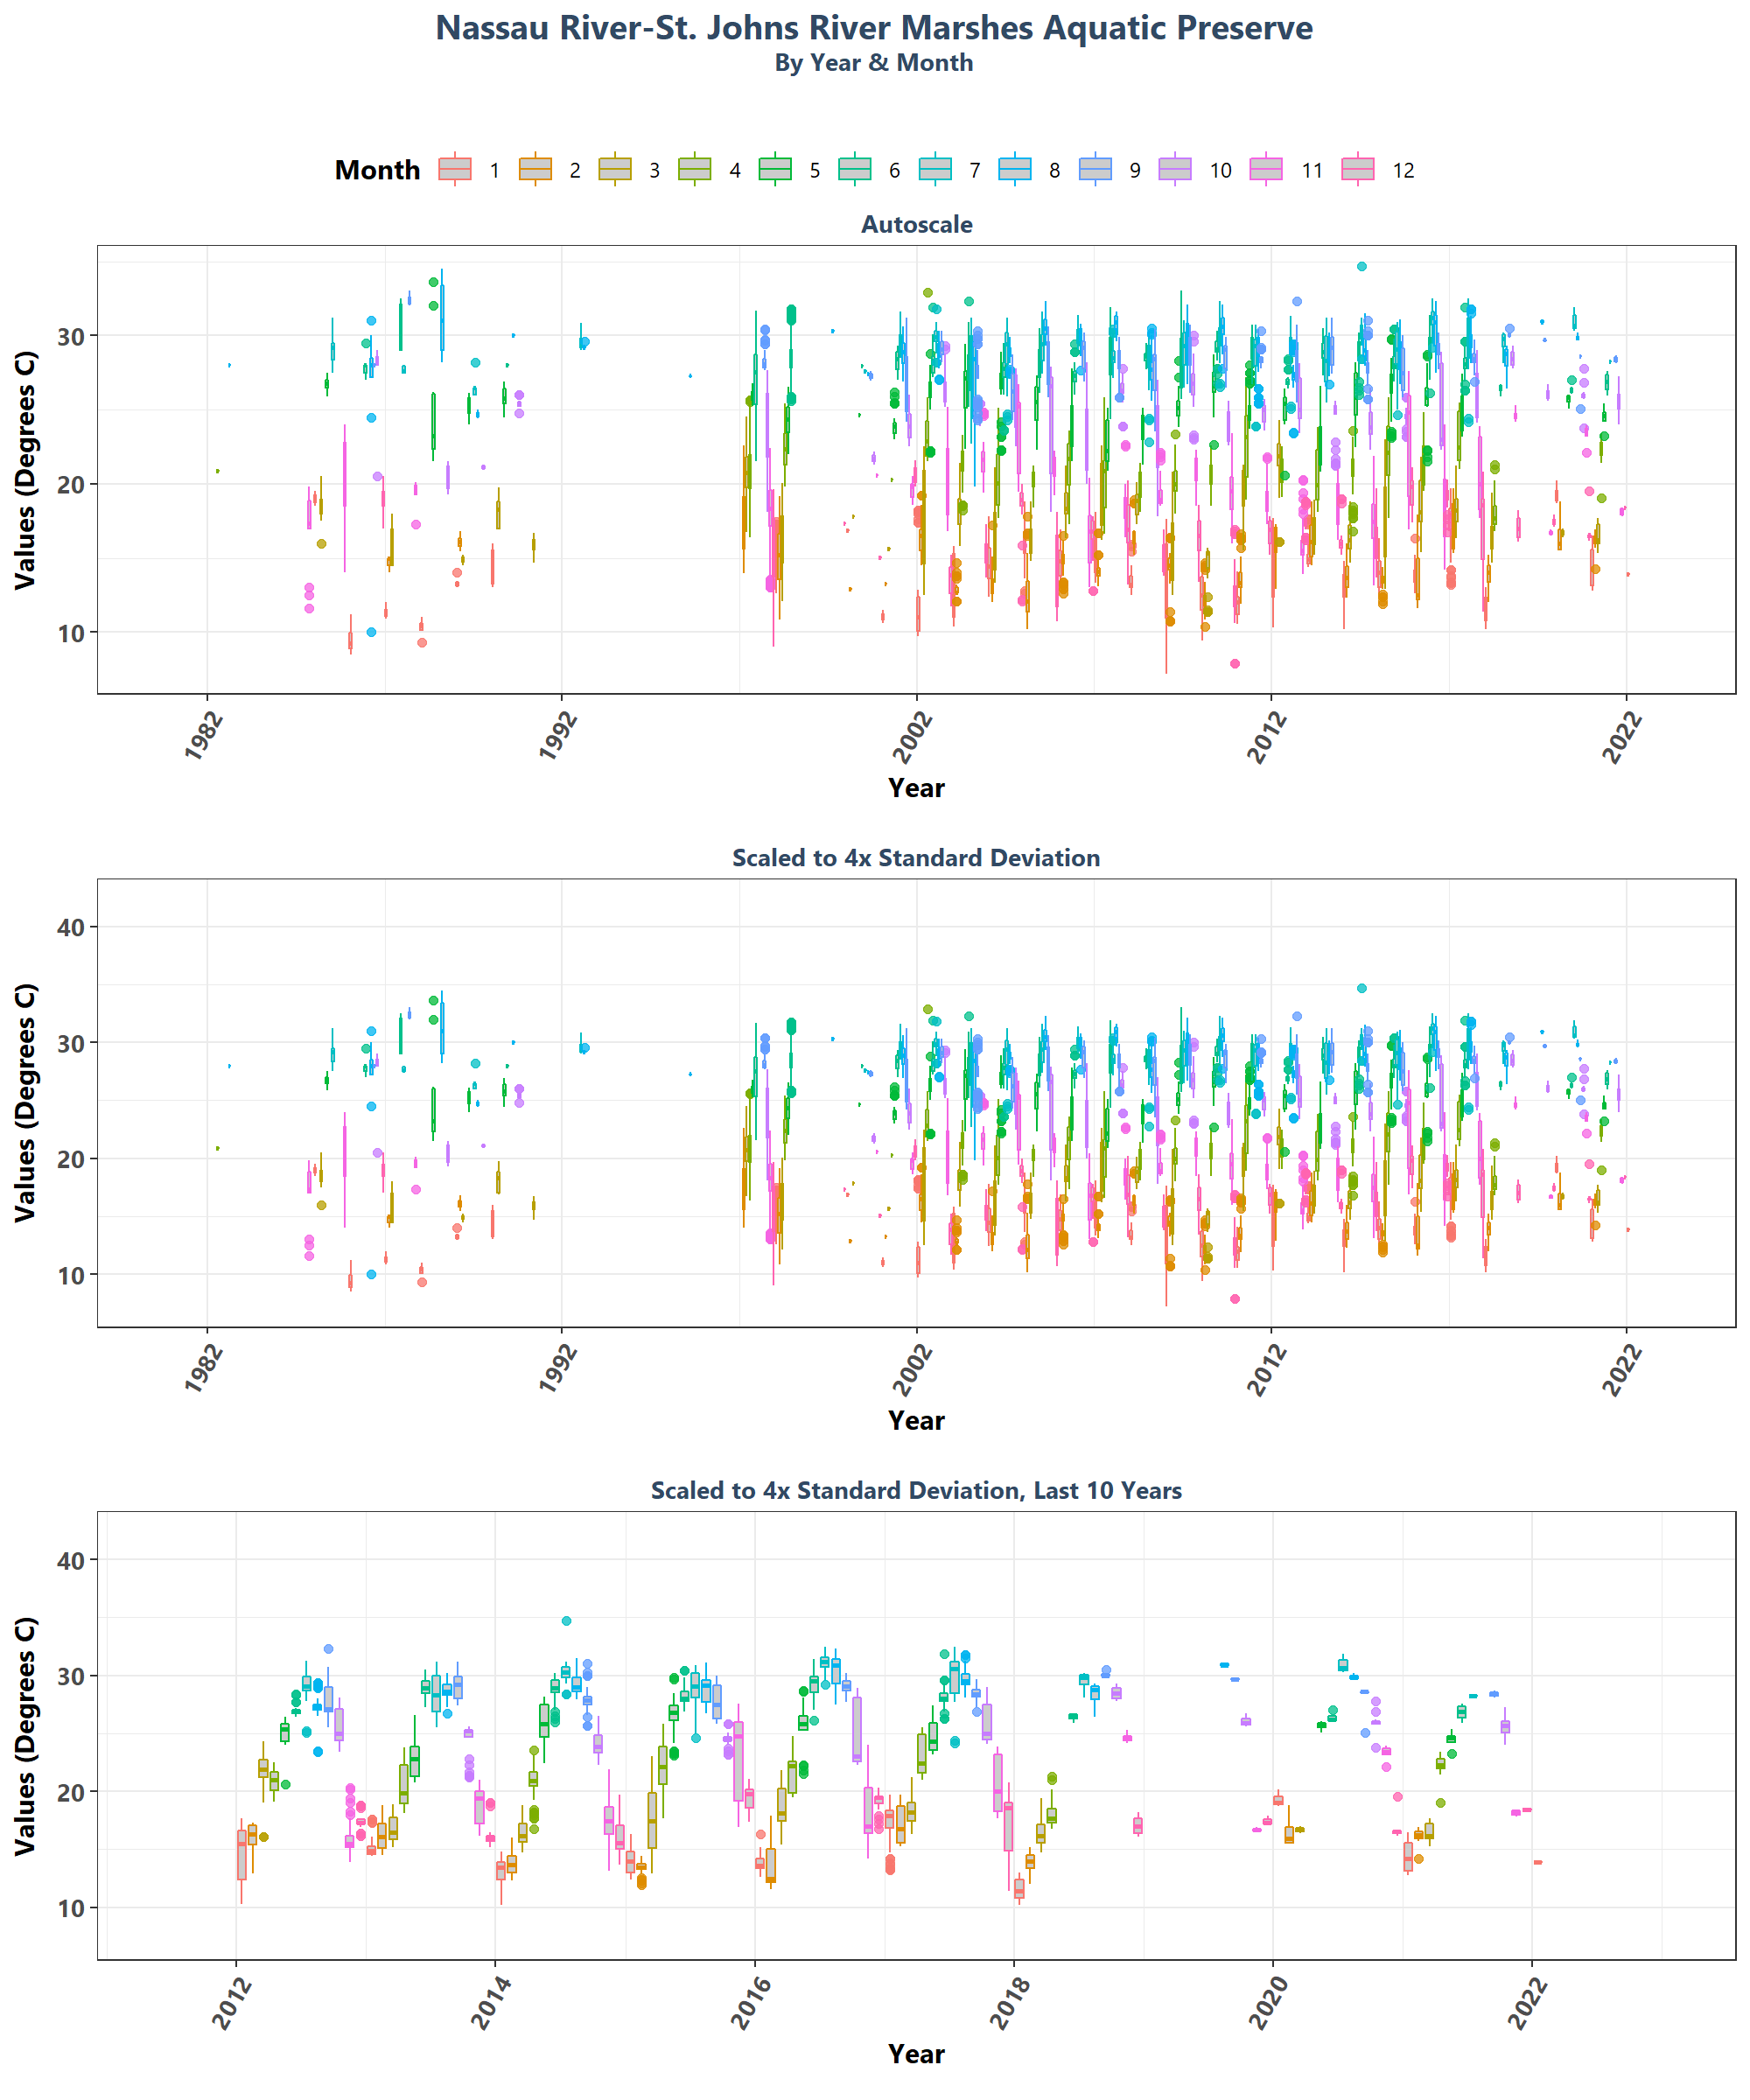 Nassau River-St. Johns River Marshes Aquatic Preserve
By Year & Month
Month 1 2 3 4 5 6 7 8 9 10 11 12
Autoscale
Values (Degrees C)
30
20
10
1982 1992 2002 2012 2022
Year
Scaled to 4x Standard Deviation
Values (Degrees C)
40
30
20
10
1982 1992 2002 2012 2022
Year
Scaled to 4x Standard Deviation, Last 10 Years
Values (Degrees C)
40
30
20
10
2012 2014 2016 2018 2020 2022
Year